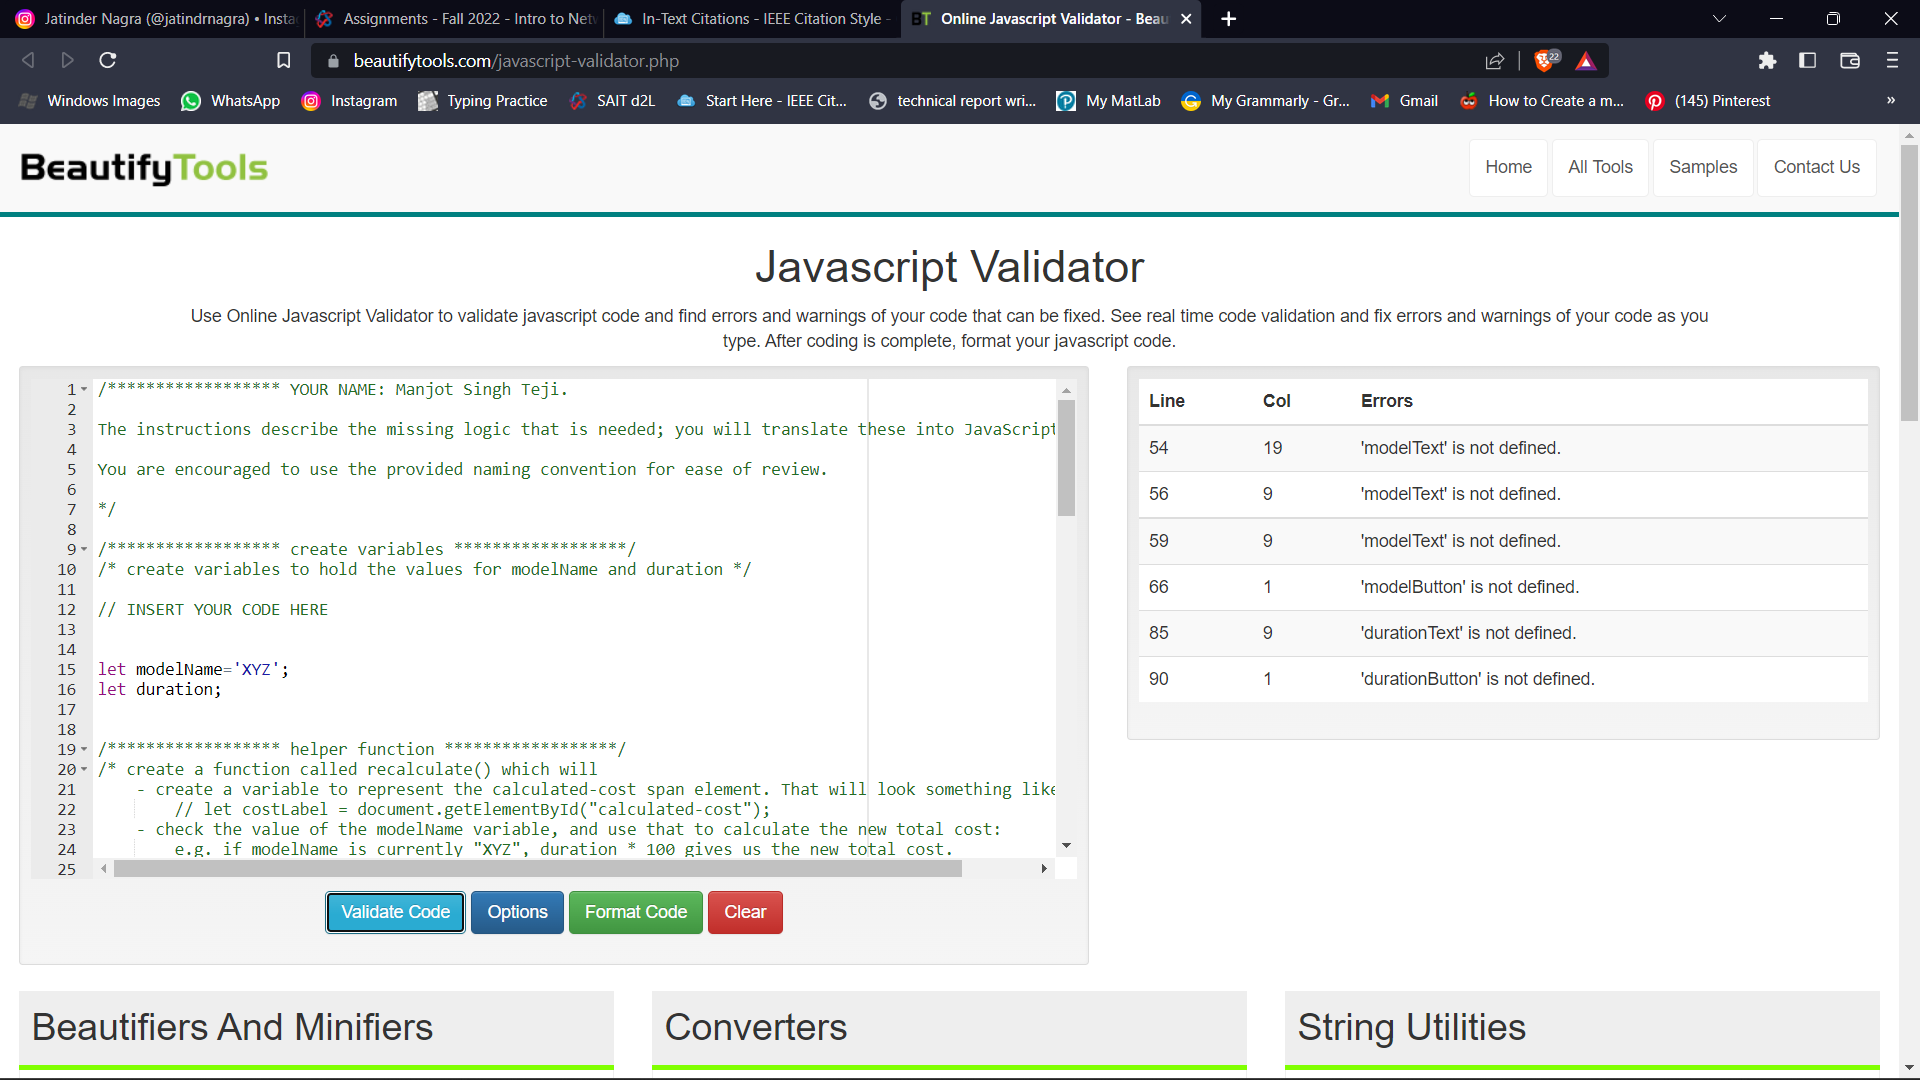 Jatinder Nagra (@jatindrnagra) • Insta
Assignments - Fall 2022 - Intro to Netw
In-Text Citations - IEEE Citation Style -
BT Online Javascript Validator - Beau
beautifytools.com/javascript-validator.php
22
Windows Images
WhatsApp
Instagram
Typing Practice
SAIT d2L
Start Here - IEEE Cit...
technical report wri...
My MatLab
My Grammarly - Gr...
Gmail
How to Create a m...
(145) Pinterest
»
BeautifyTools
Home
All Tools
Samples
Contact Us
Javascript Validator
Use Online Javascript Validator to validate javascript code and find errors and warnings of your code that can be fixed. See real time code validation and fix errors and warnings of your code as you
type. After coding is complete, format your javascript code.
1 /****************** YOUR NAME: Manjot Singh Teji.
2
3 The instructions describe the missing logic that is needed; you will translate these into JavaScript
4
5 You are encouraged to use the provided naming convention for ease of review.
6
7 */
8
9 /****************** create variables ******************/
10 /* create variables to hold the values for modelName and duration */
11
12 // INSERT YOUR CODE HERE
13
14
15 let modelName='XYZ';
16 let duration;
17
18
19 /****************** helper function ******************/
20 /* create a function called recalculate() which will
21 - create a variable to represent the calculated-cost span element. That will look something like
22 // let costLabel = document.getElementById("calculated-cost");
23 - check the value of the modelName variable, and use that to calculate the new total cost:
24 e.g. if modelName is currently "XYZ", duration * 100 gives us the new total cost.
25
Validate Code
Options
Format Code
Clear
Line Col Errors
54 19 'modelText' is not defined.
56 9 'modelText' is not defined.
59 9 'modelText' is not defined.
66 1 'modelButton' is not defined.
85 9 'durationText' is not defined.
90 1 'durationButton' is not defined.
Beautifiers And Minifiers
Converters
String Utilities